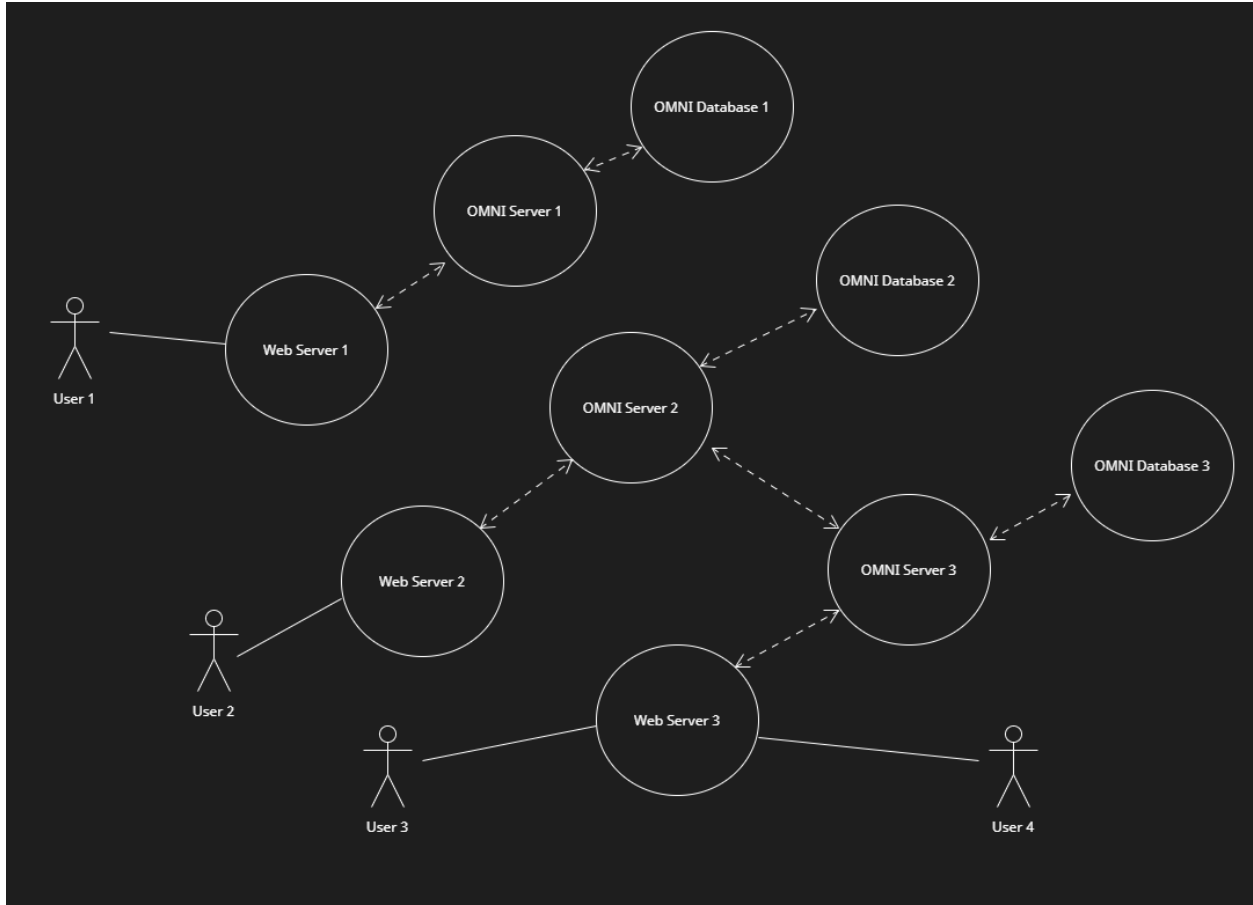 OMNI Database 1
OMNI Server 1
OMNI Database 2
Web Server 1
User 1
OMNI Server 2
OMNI Database 3
OMNI Server 3
Web Server 2
User 2
Web Server 3
User 3
User 4